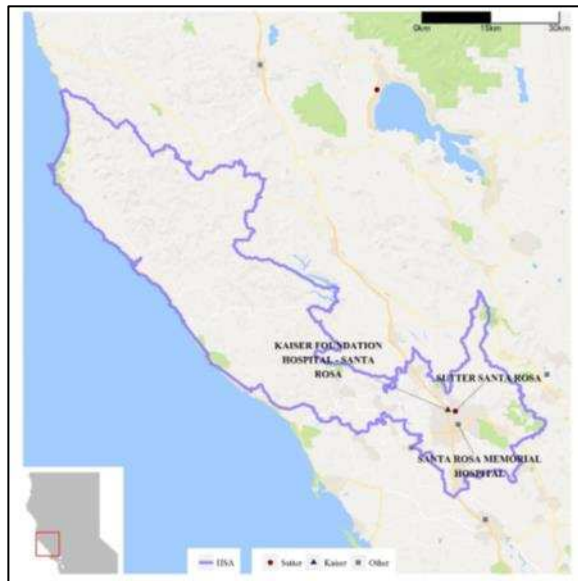 0km 15km 30km
KAISER FOUNDATION
HOSPITAL - SANTA
ROSA
SUTTER SANTA ROSA
SANTA ROSA MEMORIAL
HOSPITAL
HSA Sutter Kaiser Other